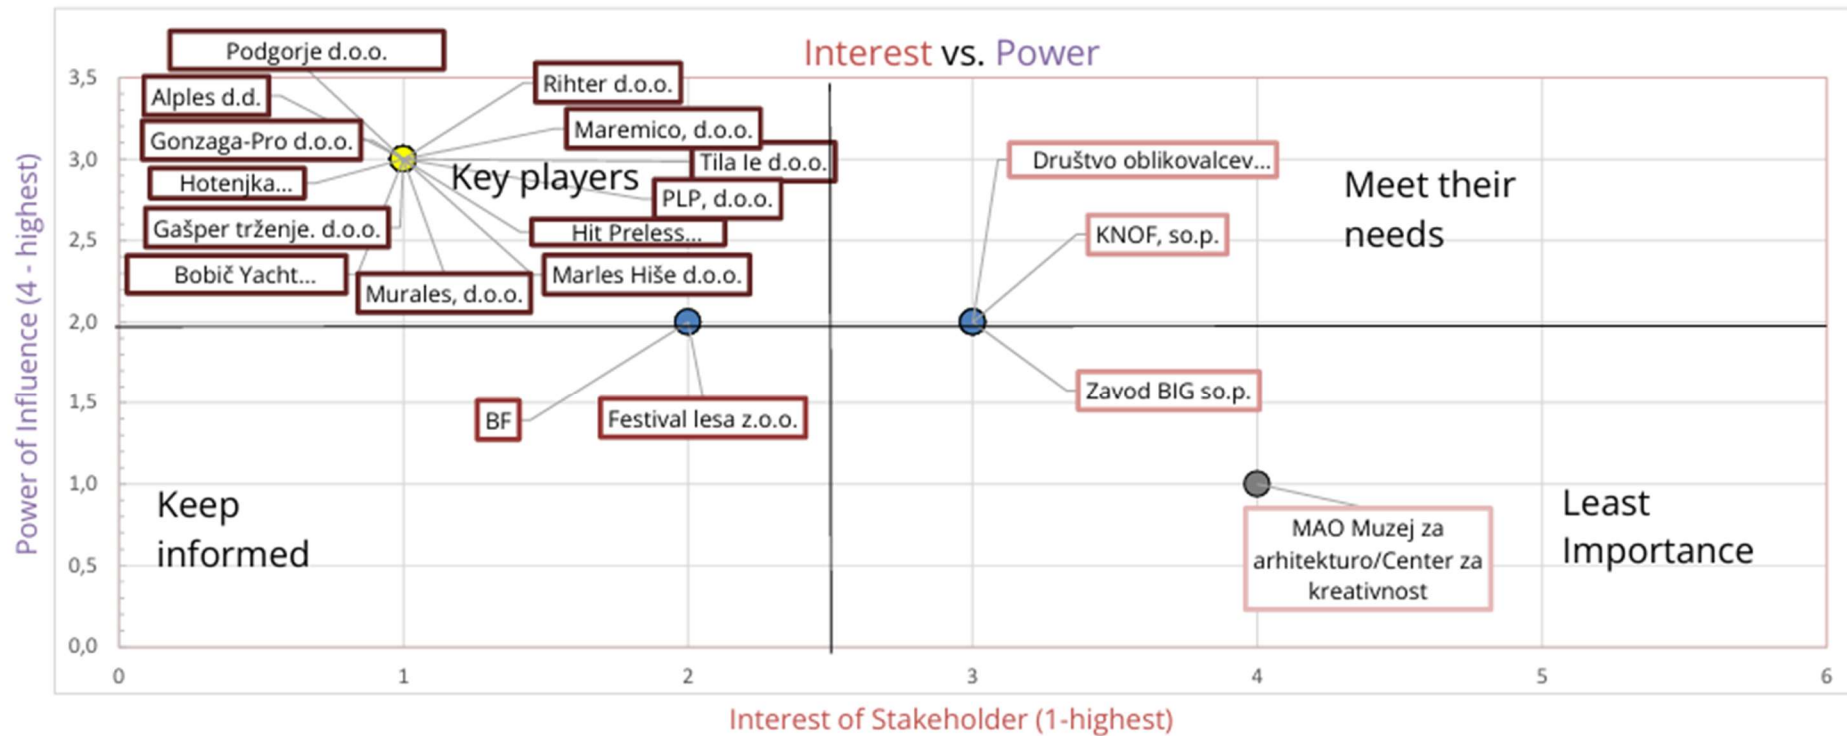 Interest vs. Power
Podgorje d.o.o.
Alples d.d.
Gonzaga-Pro d.o.o.
Hotenjka...
Gašper trženje. d.o.o.
Bobič Yacht...
Murales, d.o.o.
Rihter d.o.o.
Maremico, d.o.o.
Tila le d.o.o.
Key players
PLP, d.o.o.
Hit Preless...
Marles Hiše d.o.o.
Društvo oblikovalcev...
KNOF, so.p.
Meet their
needs
BF
Festival lesa z.o.o.
Zavod BIG so.p.
Keep
informed
MAO Muzej za
arhitekturo/Center za
kreativnost
Least
Importance
Power of Influence (4 - highest)
3,5
3,0
2,5
2,0
1,5
1,0
0,5
0,0
0 1 2 3 4 5 6
Interest of Stakeholder (1-highest)